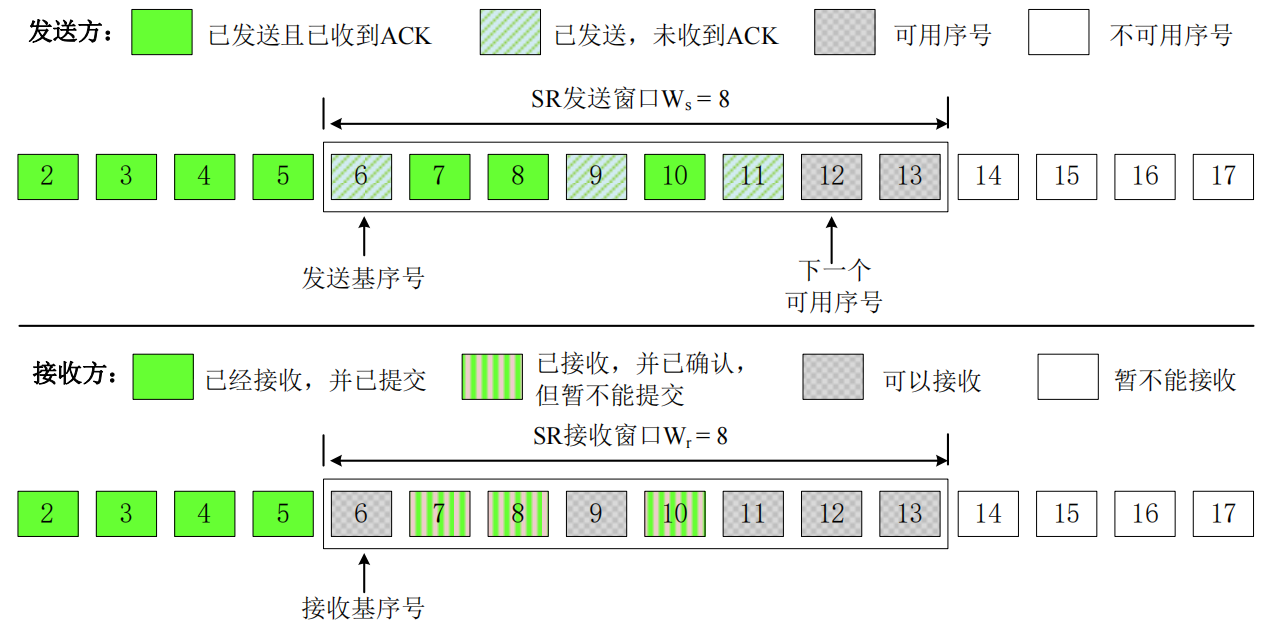 发送方：
已发送且已收到ACK
已发送，未收到ACK
可用序号
不可用序号
SR发送窗口Ws = 8
2 3 4 5 6 7 8 9 10 11 12 13 14 15 16 17
发送基序号
下一个
可用序号
接收方：
已经接收，并已提交
已接收，并已确认，
但暂不能提交
可以接收
暂不能接收
SR接收窗口Wr = 8
2 3 4 5 6 7 8 9 10 11 12 13 14 15 16 17
接收基序号